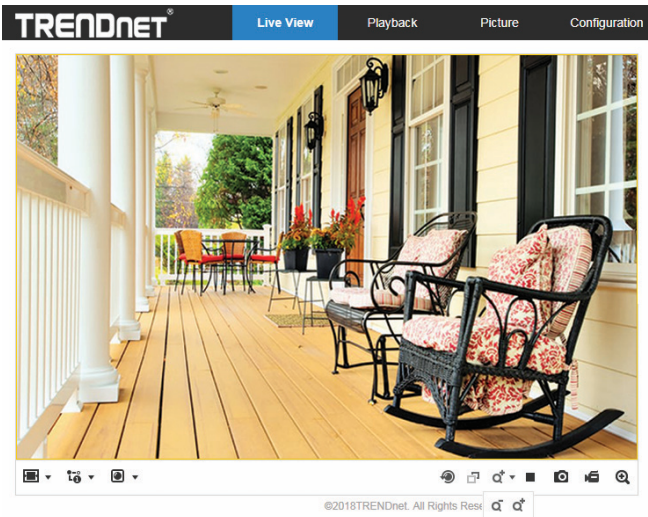 TRENDnet®
Live View
Playback
Picture
Configuration
©2018TRENDnet. All Rights Rese